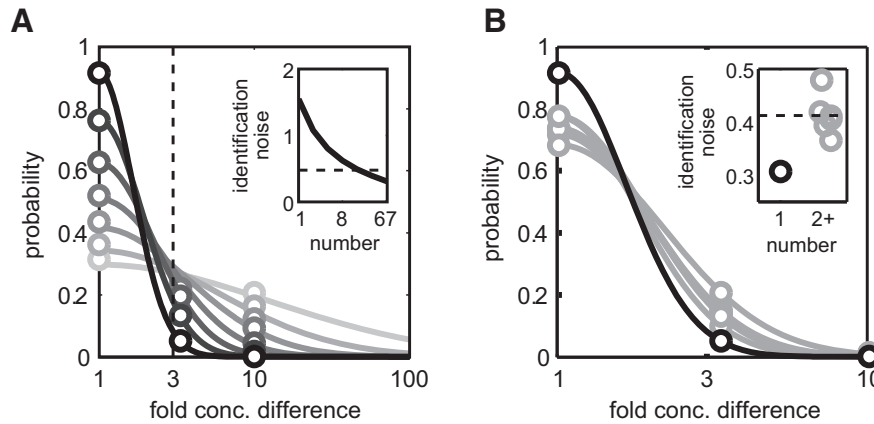 A
1
0.8
0.6
0.4
0.2
0
probability
1
3
10
100
fold conc. difference
2
1
0
identification
noise
1
8
67
number
B
1
0.8
0.6
0.4
0.2
0
probability
1
3
10
fold conc. difference
0.5
0.4
0.3
identification
noise
1
2+
number